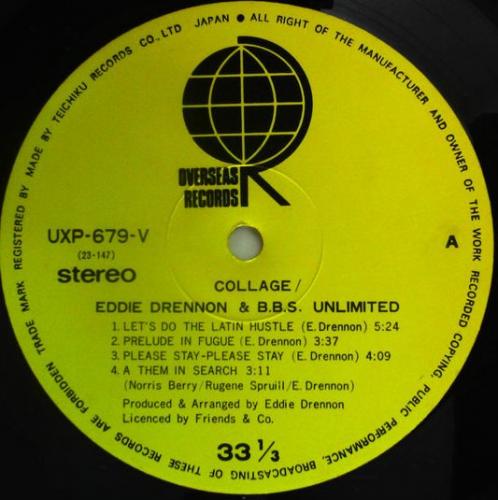 TRADE MARK REGISTERED BY MADE BY TEICHIKU RECORDS CO., LTD JAPAN ● ALL RIGHT OF THE MANUFACTURER AND OWNER OF THE WORK RECORDED COPYING, PUBLIC PERFORMANCE, BROADCASTING OF THESE RECORDS ARE FORBIDDEN
OVERSEAS
RECORDS
UXP-679-V
A
(23-147)
stereo
COLLAGE/
EDDIE DRENNON & B.B.S. UNLIMITED
1. LET'S DO THE LATIN HUSTLE (E. Drennon) 5:24
2. PRELUDE IN FUGUE (E. Drennon) 3:37
3. PLEASE STAY-PLEASE STAY (E. Drennon) 4:09
4. A THEM IN SEARCH 3:11
(Norris Berry/Rugene Spruill/E. Drennon)
Produced & Arranged by Eddie Drennon
Licenced by Friends & Co.
33 1/3